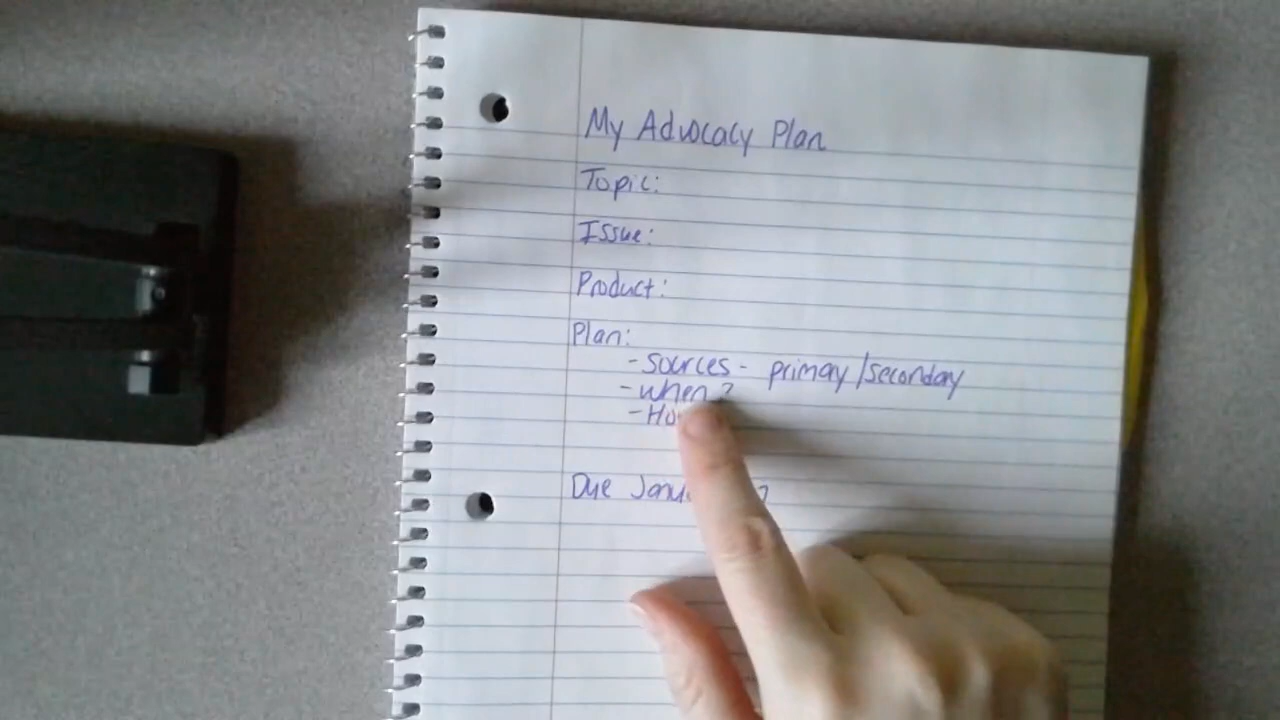 My Advocacy Plan
Topic:
Issue:
Product:
Plan:
- Sources - primary/secondary
- when?
Due